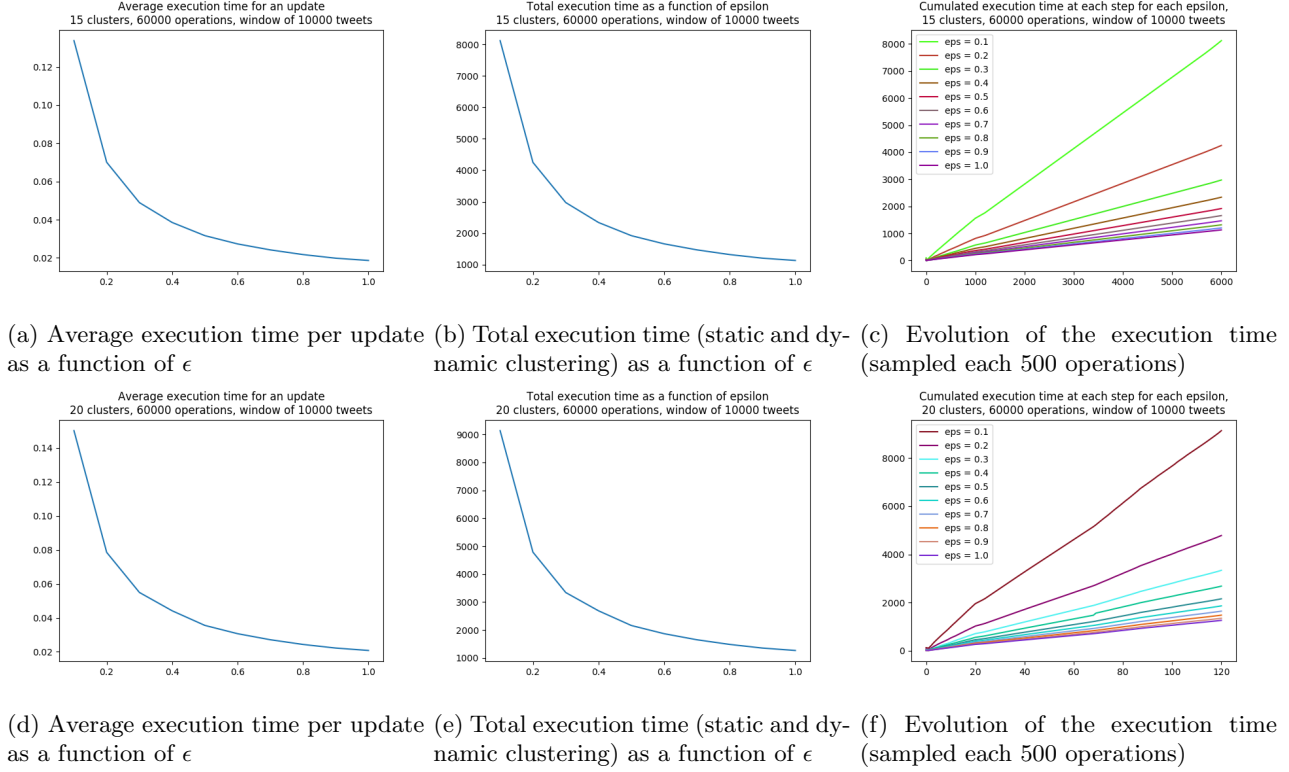 Average execution time for an update
15 clusters, 60000 operations, window of 10000 tweets
0.12
0.10
0.08
0.06
0.04
0.02
0.2
0.4
0.6
0.8
1.0
Total execution time as a function of epsilon
15 clusters, 60000 operations, window of 10000 tweets
8000
7000
6000
5000
4000
3000
2000
1000
0.2
0.4
0.6
0.8
1.0
Cumulated execution time at each step for each epsilon,
15 clusters, 60000 operations, window of 10000 tweets
8000
7000
6000
5000
4000
3000
2000
1000
0
eps = 0.1
eps = 0.2
eps = 0.3
eps = 0.4
eps = 0.5
eps = 0.6
eps = 0.7
eps = 0.8
eps = 0.9
eps = 1.0
0
1000
2000
3000
4000
5000
6000
(a) Average execution time per update
as a function of ϵ
(b) Total execution time (static and dy-
namic clustering) as a function of ϵ
(c) Evolution of the execution time
(sampled each 500 operations)
Average execution time for an update
20 clusters, 60000 operations, window of 10000 tweets
0.14
0.12
0.10
0.08
0.06
0.04
0.02
0.2
0.4
0.6
0.8
1.0
Total execution time as a function of epsilon
20 clusters, 60000 operations, window of 10000 tweets
9000
8000
7000
6000
5000
4000
3000
2000
1000
0.2
0.4
0.6
0.8
1.0
Cumulated execution time at each step for each epsilon,
20 clusters, 60000 operations, window of 10000 tweets
8000
6000
4000
2000
0
eps = 0.1
eps = 0.2
eps = 0.3
eps = 0.4
eps = 0.5
eps = 0.6
eps = 0.7
eps = 0.8
eps = 0.9
eps = 1.0
0
20
40
60
80
100
120
(d) Average execution time per update
as a function of ϵ
(e) Total execution time (static and dy-
namic clustering) as a function of ϵ
(f) Evolution of the execution time
(sampled each 500 operations)